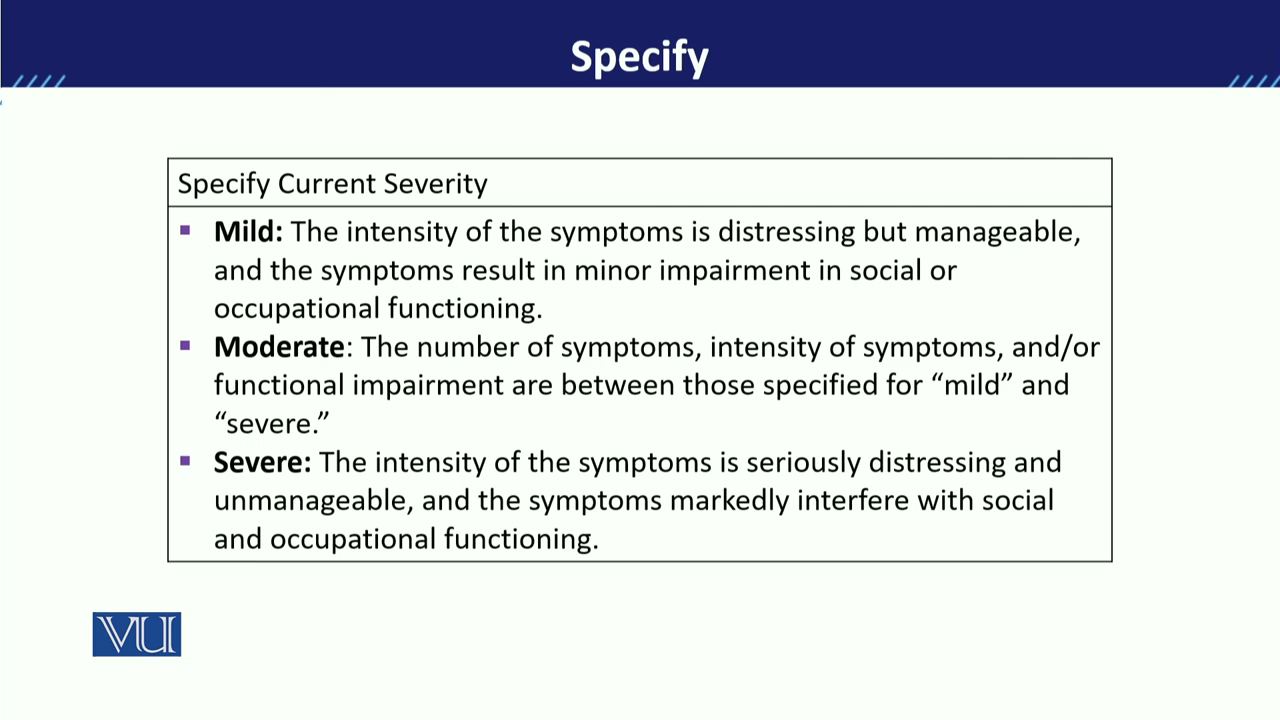 Specify
Specify Current Severity
▪ Mild: The intensity of the symptoms is distressing but manageable,
and the symptoms result in minor impairment in social or
occupational functioning.
▪ Moderate: The number of symptoms, intensity of symptoms, and/or
functional impairment are between those specified for “mild” and
“severe.”
▪ Severe: The intensity of the symptoms is seriously distressing and
unmanageable, and the symptoms markedly interfere with social
and occupational functioning.
VU